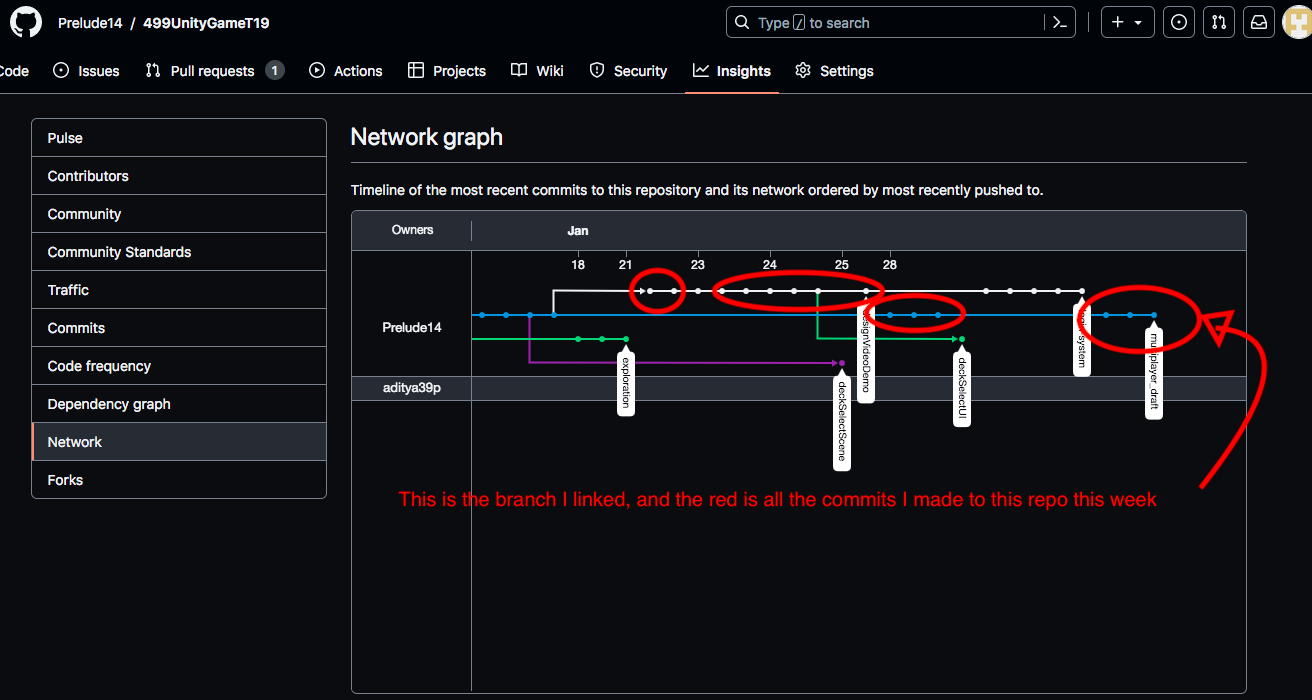 Prelude14 / 499UnityGameT19
Type / to search
Code
Issues
Pull requests 1
Actions
Projects
Wiki
Security
Insights
Settings
Pulse
Contributors
Community
Community Standards
Traffic
Commits
Code frequency
Dependency graph
Network
Forks
Network graph
Timeline of the most recent commits to this repository and its network ordered by most recently pushed to.
Owners
Jan
18 21 23 24 25 28
Prelude14
aditya39p
exploration
deckSelectScene
esignVideoDemo
deckSelectUI
system
multiplayer_draft
This is the branch I linked, and the red is all the commits I made to this repo this week